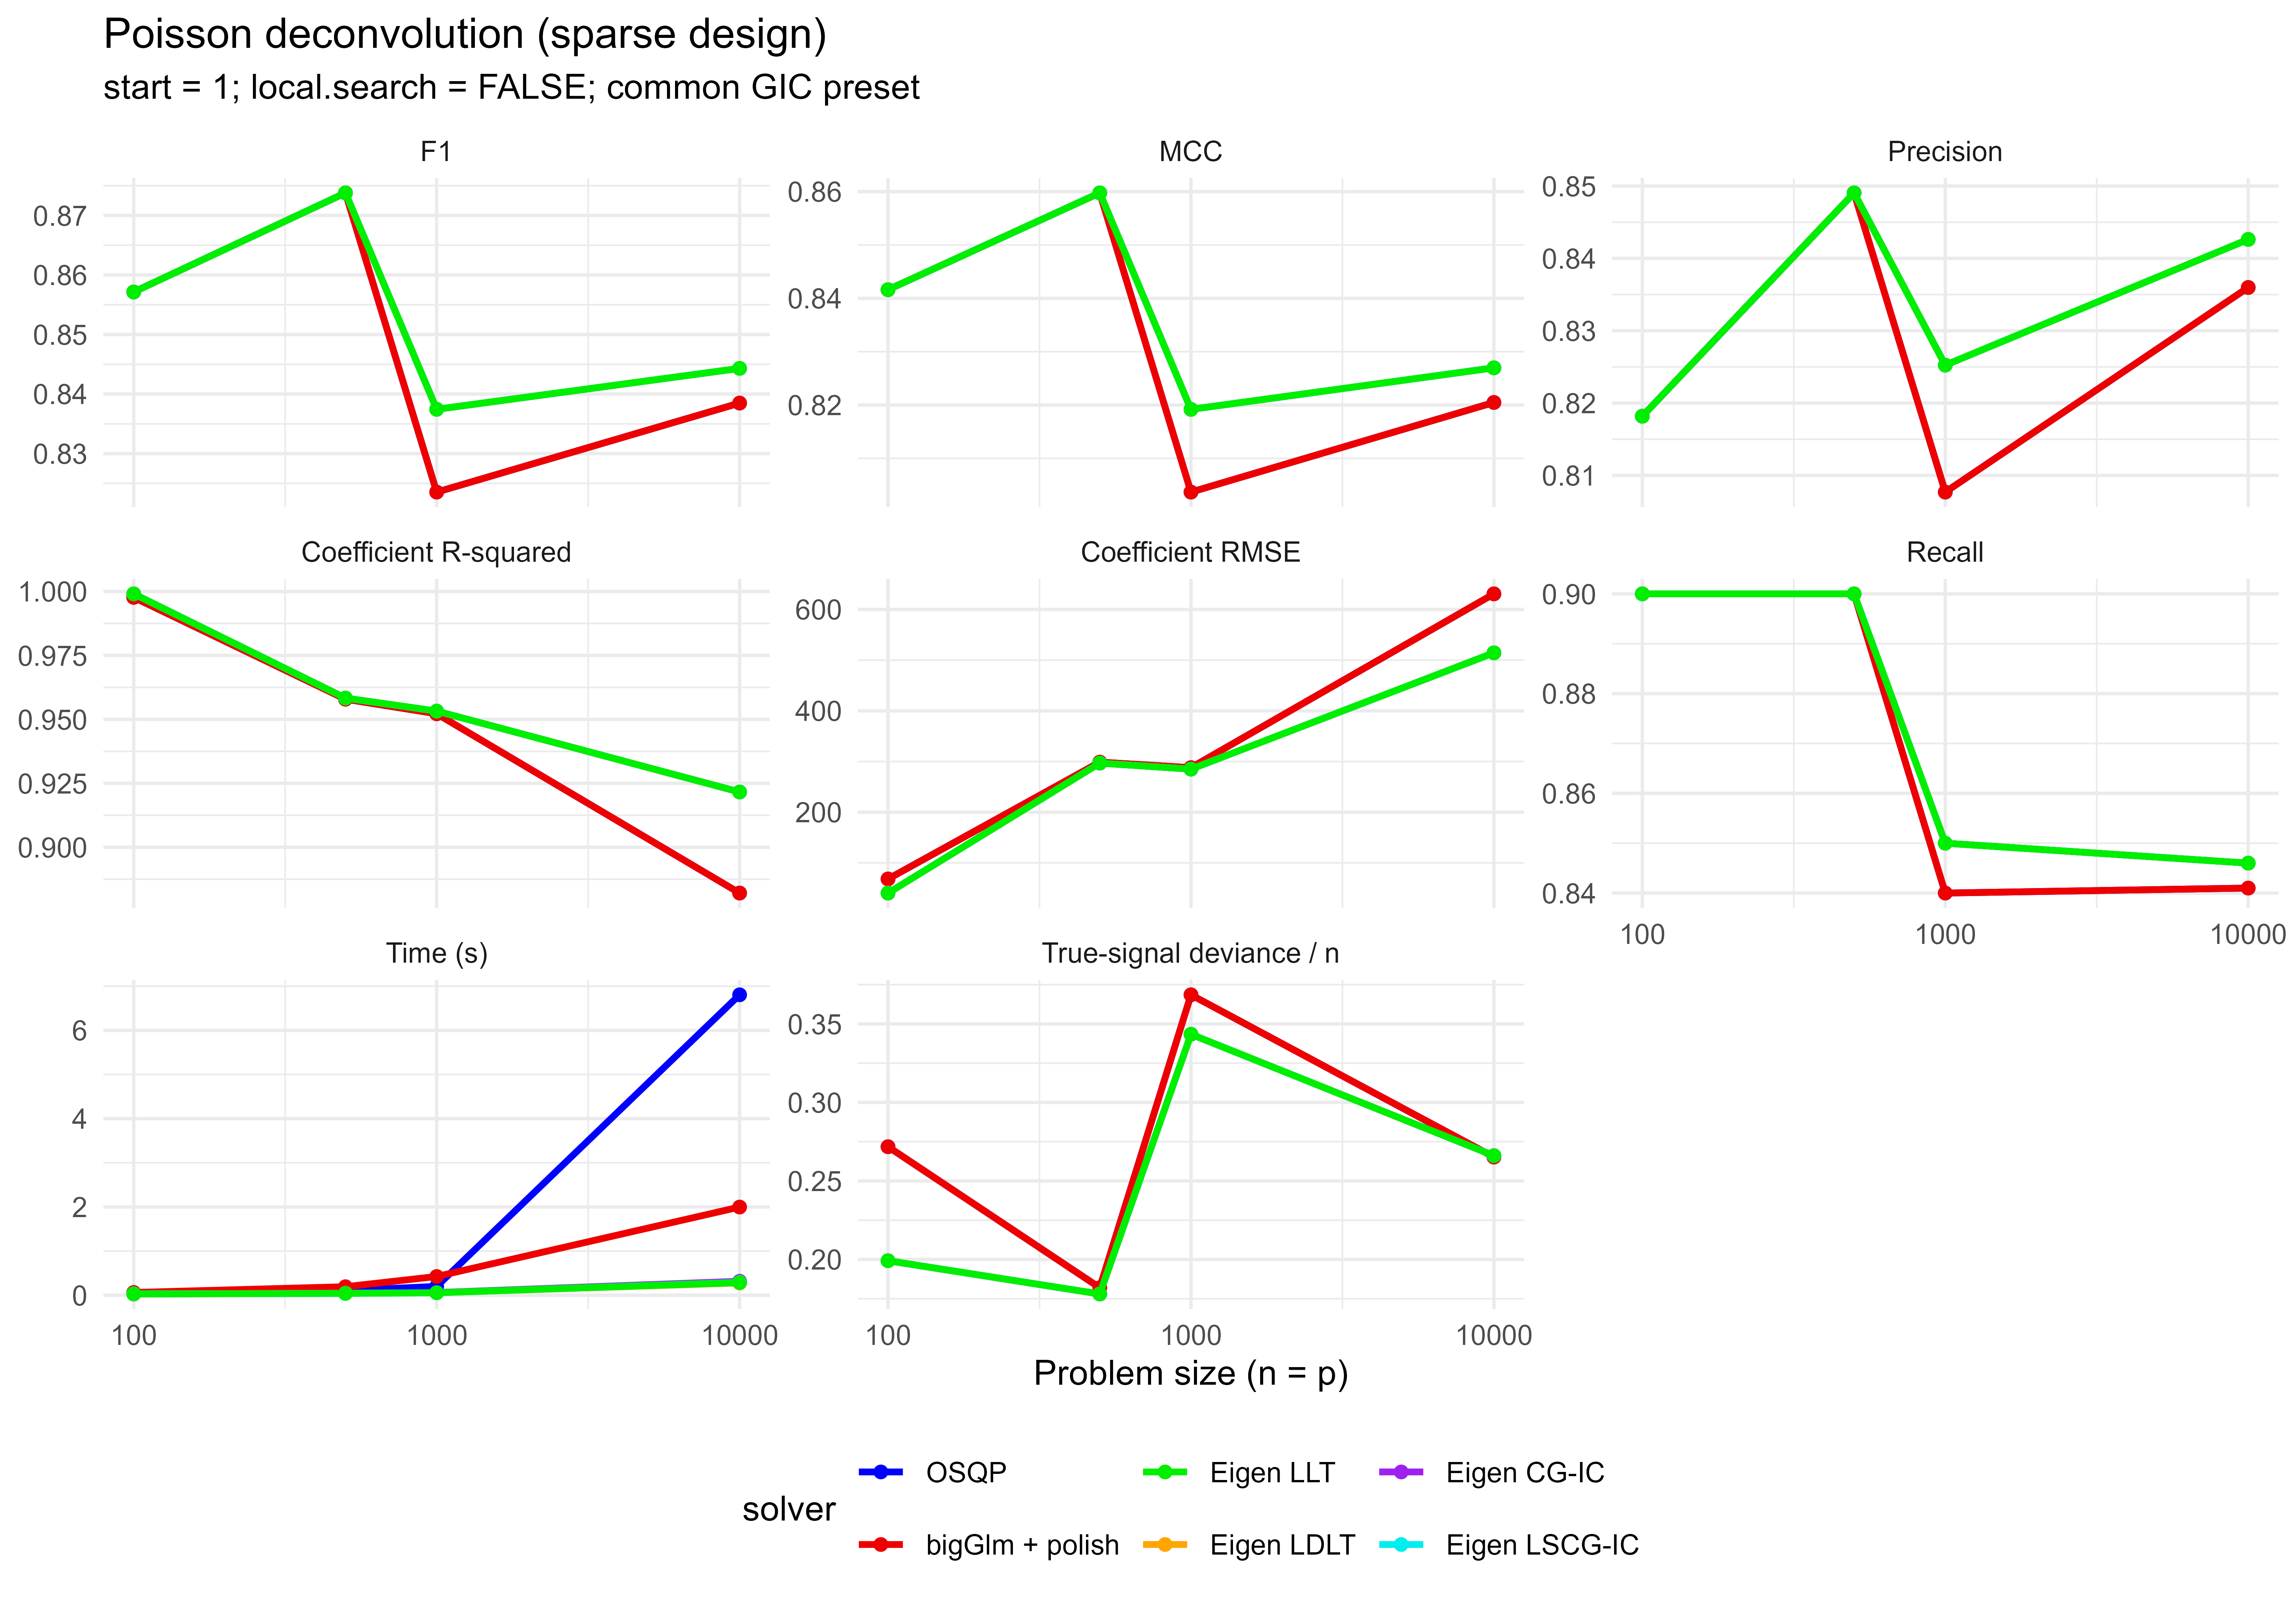 Poisson deconvolution (sparse design)
start = 1; local.search = FALSE; common GIC preset
F1
MCC
Precision
0.87
0.86
0.85
0.84
0.83
0.86
0.84
0.82
0.85
0.84
0.83
0.82
0.81
Coefficient R-squared
Coefficient RMSE
Recall
1.000
0.975
0.950
0.925
0.900
600
400
200
0.90
0.88
0.86
0.84
100 1000 10000
Time (s)
True-signal deviance / n
6
4
2
0
0.35
0.30
0.25
0.20
100 1000 10000
100 1000 10000
Problem size (n = p)
solver
OSQP
Eigen LLT
Eigen CG-IC
bigGlm + polish
Eigen LDLT
Eigen LSCG-IC